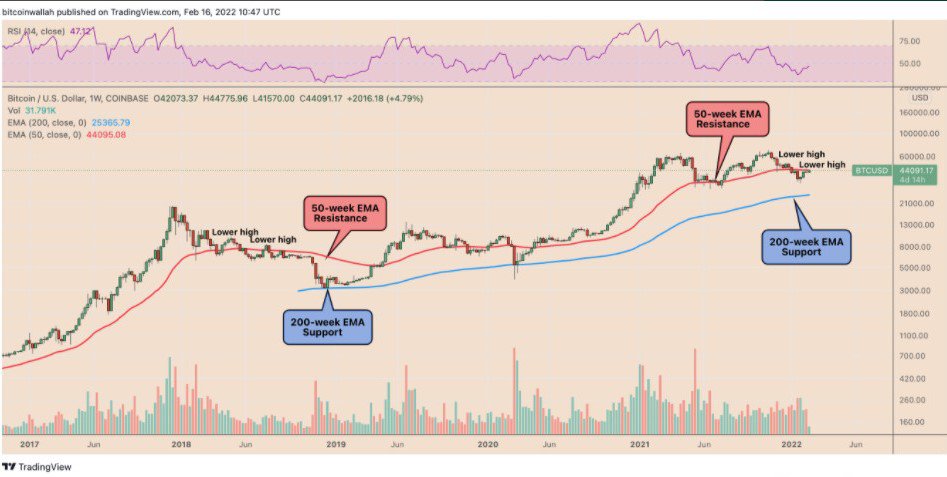 bitcoinwallah published on TradingView.com, Feb 16, 2022 10:47 UTC
RSI (14, close) 47.12
75.00
50.00
Bitcoin / U.S. Dollar, 1W, COINBASE O42073.37 H44775.96 L41570.00 C44091.17 +2016.18 (+4.79%)
Vol 31.791K
EMA (200, close, 0) 25365.79
EMA (50, close, 0) 44095.08
USD
160000.00
100000.00
60000.00
BTCUSD 44091.17
4d 14h
21000.00
13000.00
8000.00
5000.00
3000.00
1800.00
1100.00
700.00
420.00
260.00
160.00
50-week EMA
Resistance
Lower high
Lower high
50-week EMA
Resistance
Lower high
Lower high
200-week EMA
Support
200-week EMA
Support
2017 Jun 2018 Jun 2019 Jun 2020 Jun 2021 Jun 2022 Jun
TradingView